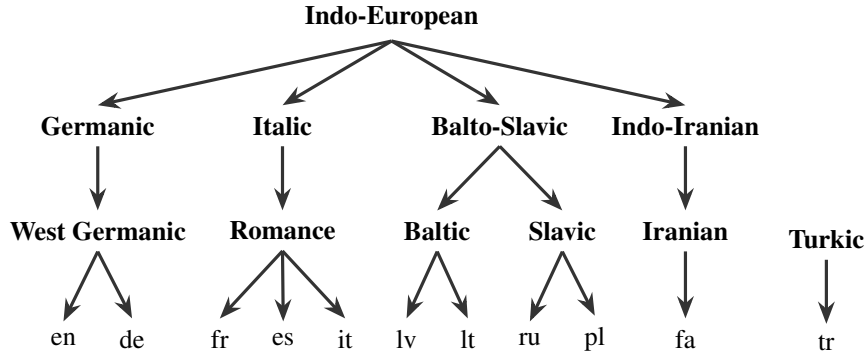 Indo-European
Germanic Italic Balto-Slavic Indo-Iranian
West Germanic Romance Baltic Slavic Iranian Turkic
en de fr es it lv lt ru pl fa tr